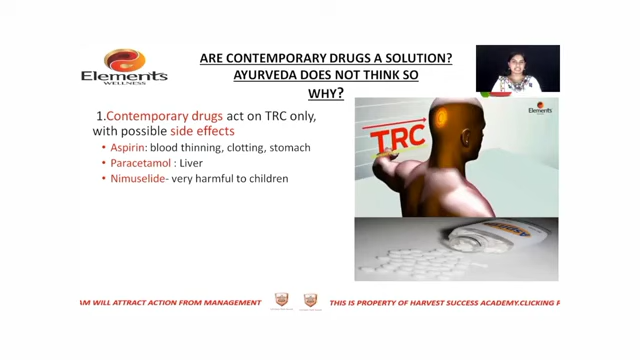 Elements
WELLNESS
ARE CONTEMPORARY DRUGS A SOLUTION?
AYURVEDA DOES NOT THINK SO
WHY?
1.Contemporary drugs act on TRC only,
with possible side effects
• Aspirin: blood thinning, clotting, stomach
• Paracetamol : Liver
• Nimuselide- very harmful to children
Elements
TRC
AM WILL ATTRACT ACTION FROM MANAGEMENT
THIS IS PROPERTY OF HARVEST SUCCESS ACADEMY.CLICKING